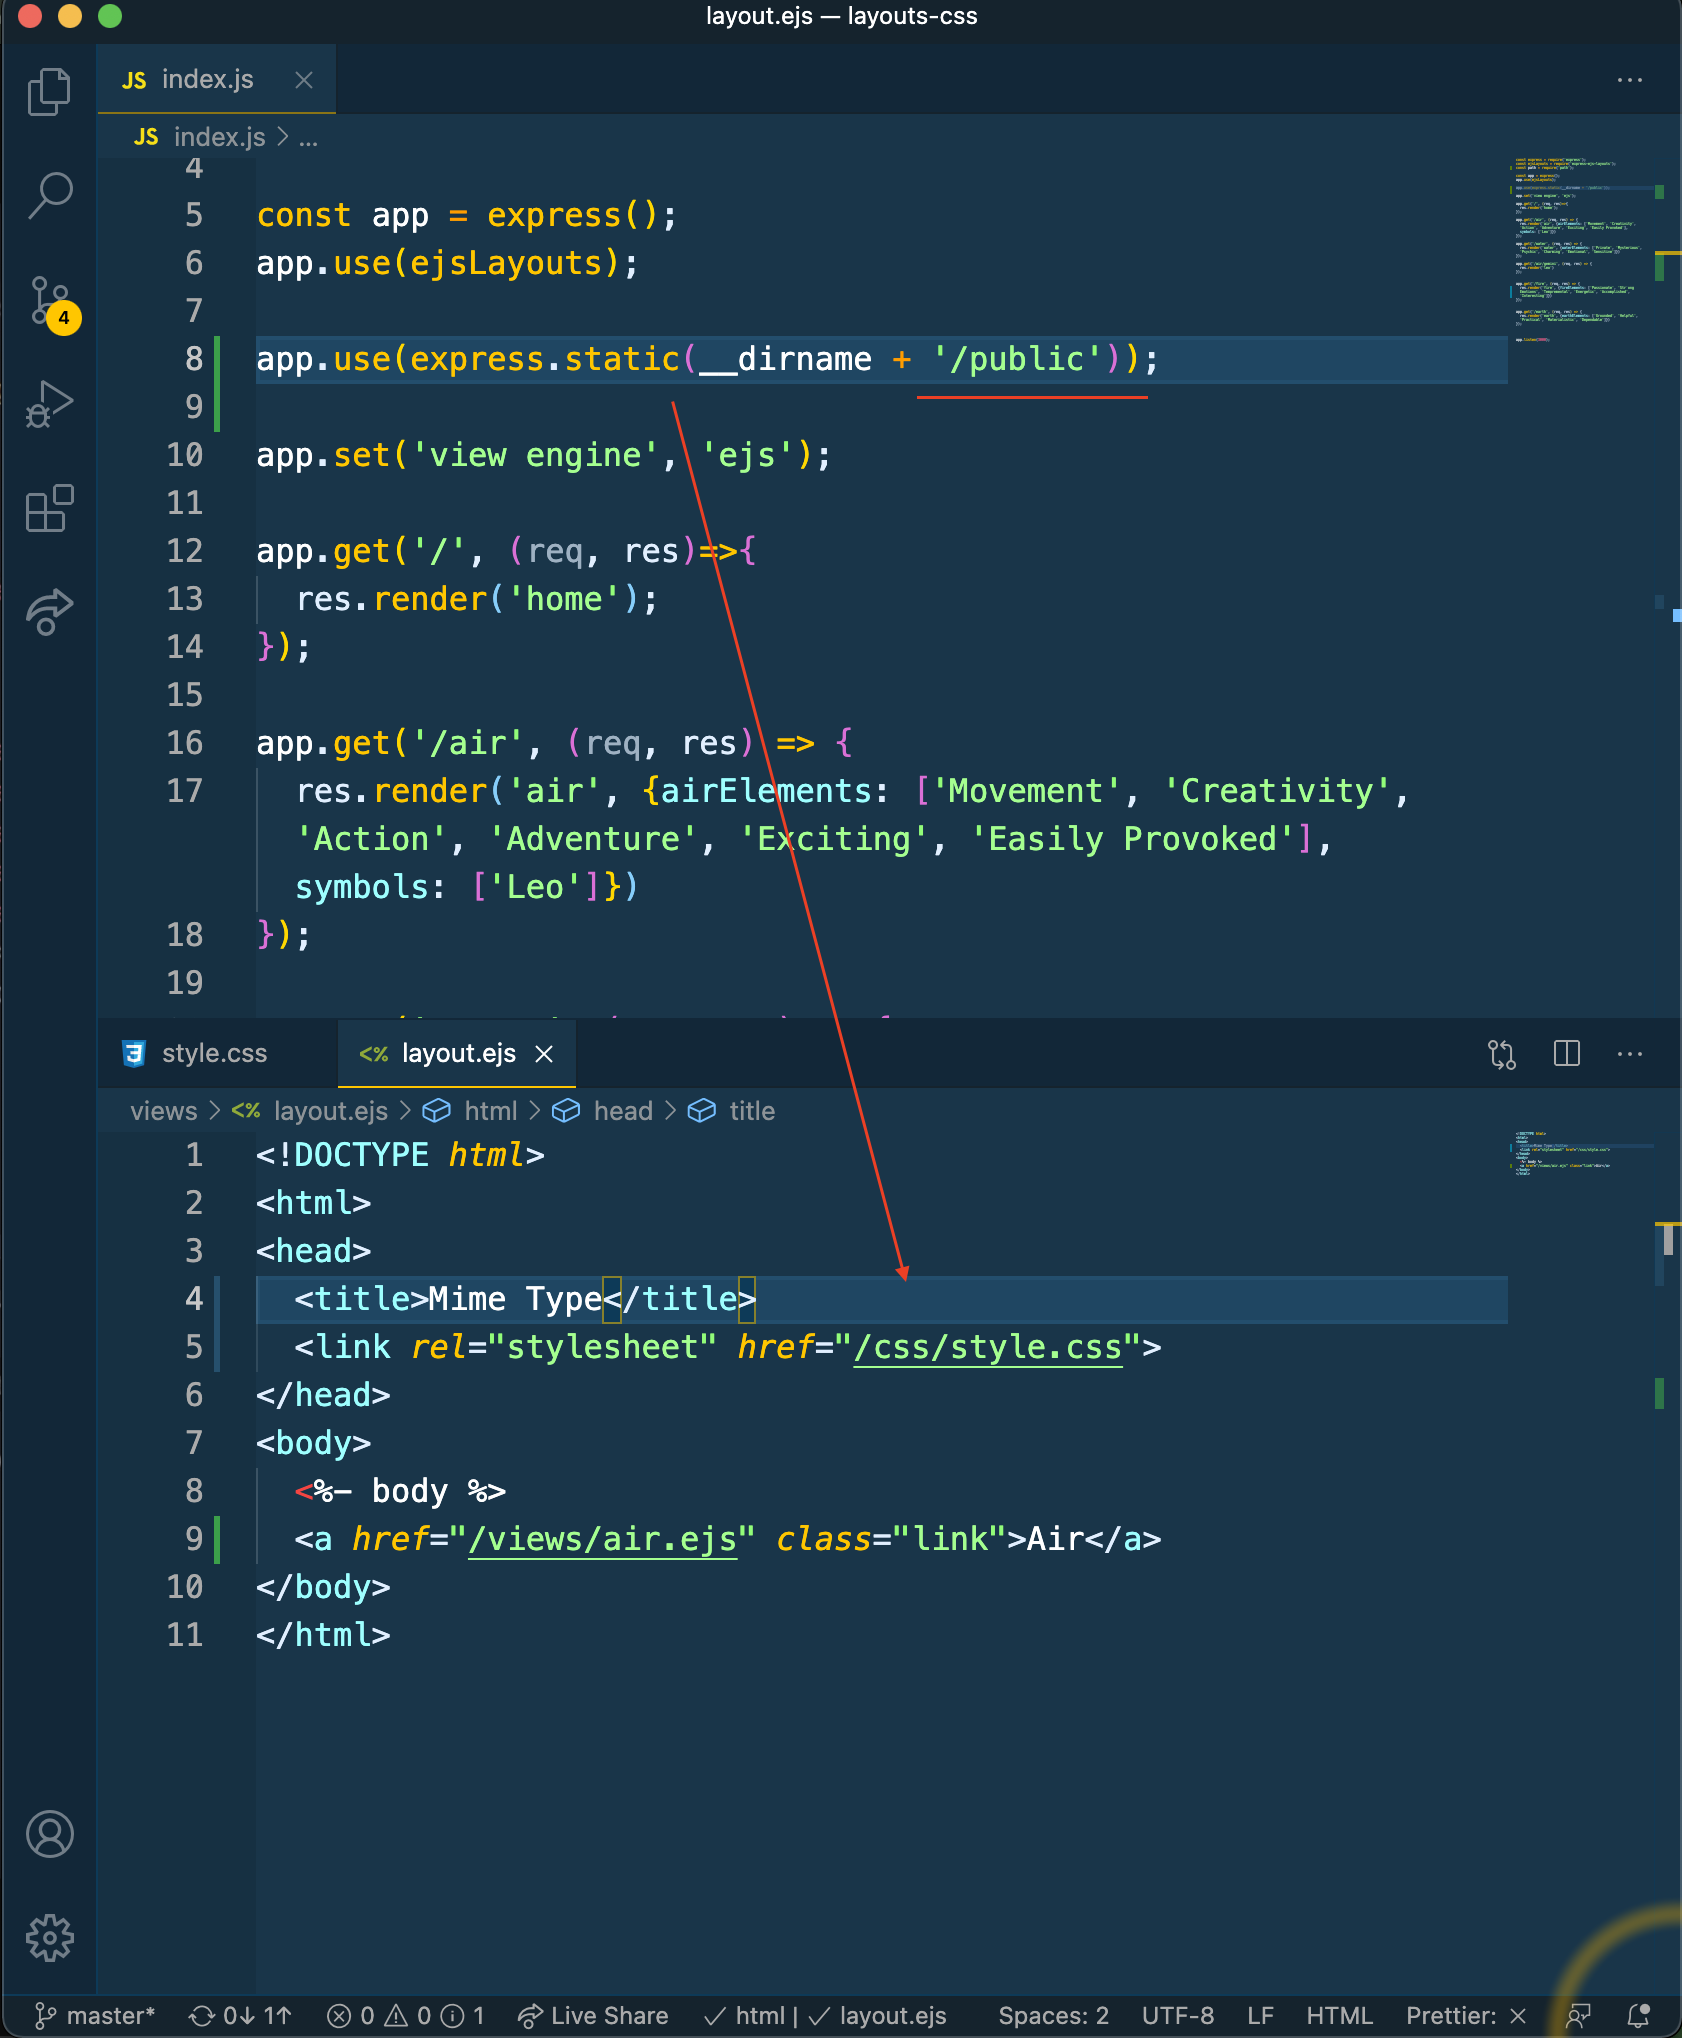 layout.ejs — layouts-css
JS index.js
JS index.js > ...
4
5 const app = express();
6 app.use(ejsLayouts);
7
8 app.use(express.static(__dirname + '/public'));
9
10 app.set('view engine', 'ejs');
11
12 app.get('/', (req, res)=>{
13 res.render('home');
14 });
15
16 app.get('/air', (req, res) => {
17 res.render('air', {airElements: ['Movement', 'Creativity',
'Action', 'Adventure', 'Exciting', 'Easily Provoked'],
symbols: ['Leo']})
18 });
19
style.css
<% layout.ejs
views > <% layout.ejs > html > head > title
1 <!DOCTYPE html>
2 <html>
3 <head>
4 <title>Mime Type</title>
5 <link rel="stylesheet" href="/css/style.css">
6 </head>
7 <body>
8 <%- body %>
9 <a href="/views/air.ejs" class="link">Air</a>
10 </body>
11 </html>
4
master* 0↓ 1↑ 0 0 1 Live Share ✓ html | ✓ layout.ejs Spaces: 2 UTF-8 LF HTML Prettier: ×